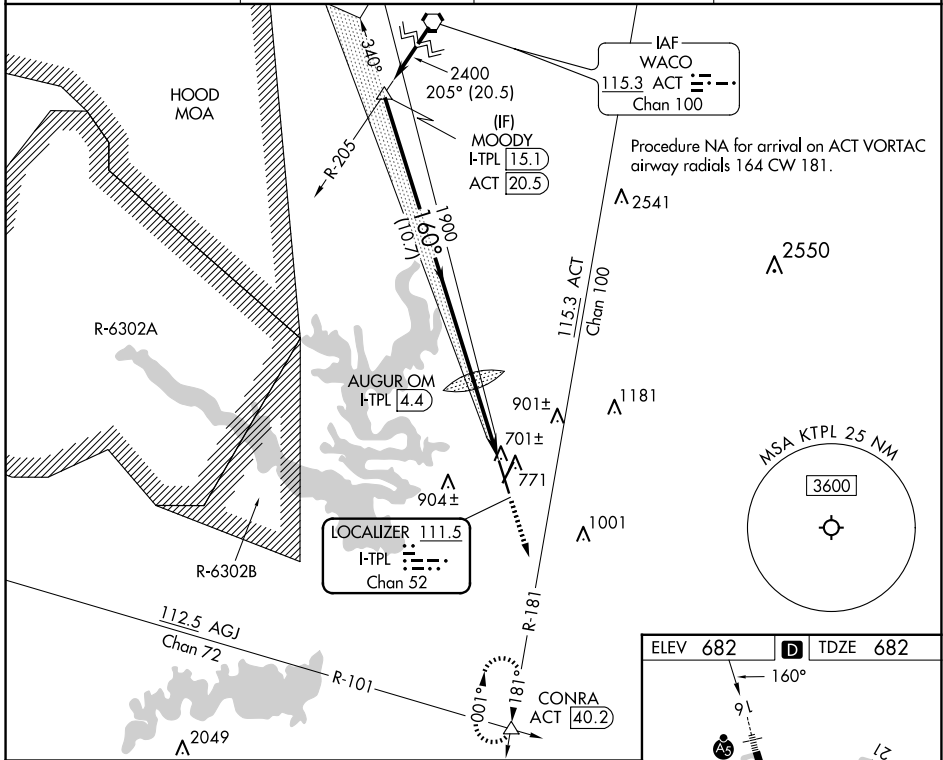 IAF
WACO
115.3 ACT
Chan 100
340°
2400
205° (20.5)
HOOD
MOA
(IF)
MOODY
I-TPL 15.1
ACT 20.5
R-205
Procedure NA for arrival on ACT VORTAC
airway radials 164 CW 181.
2541
1900
160°
(10.7)
2550
115.3 ACT
Chan 100
R-6302A
AUGUR OM
I-TPL 4.4
901±
1181
701±
771
904±
MSA KTPL 25 NM
3600
LOCALIZER 111.5
I-TPL
Chan 52
1001
R-6302B
R-181
112.5 AGJ
Chan 72
R-101
001°
181°
CONRA
ACT 40.2
2049
ELEV 682 D TDZE 682
160°
16
A5
21